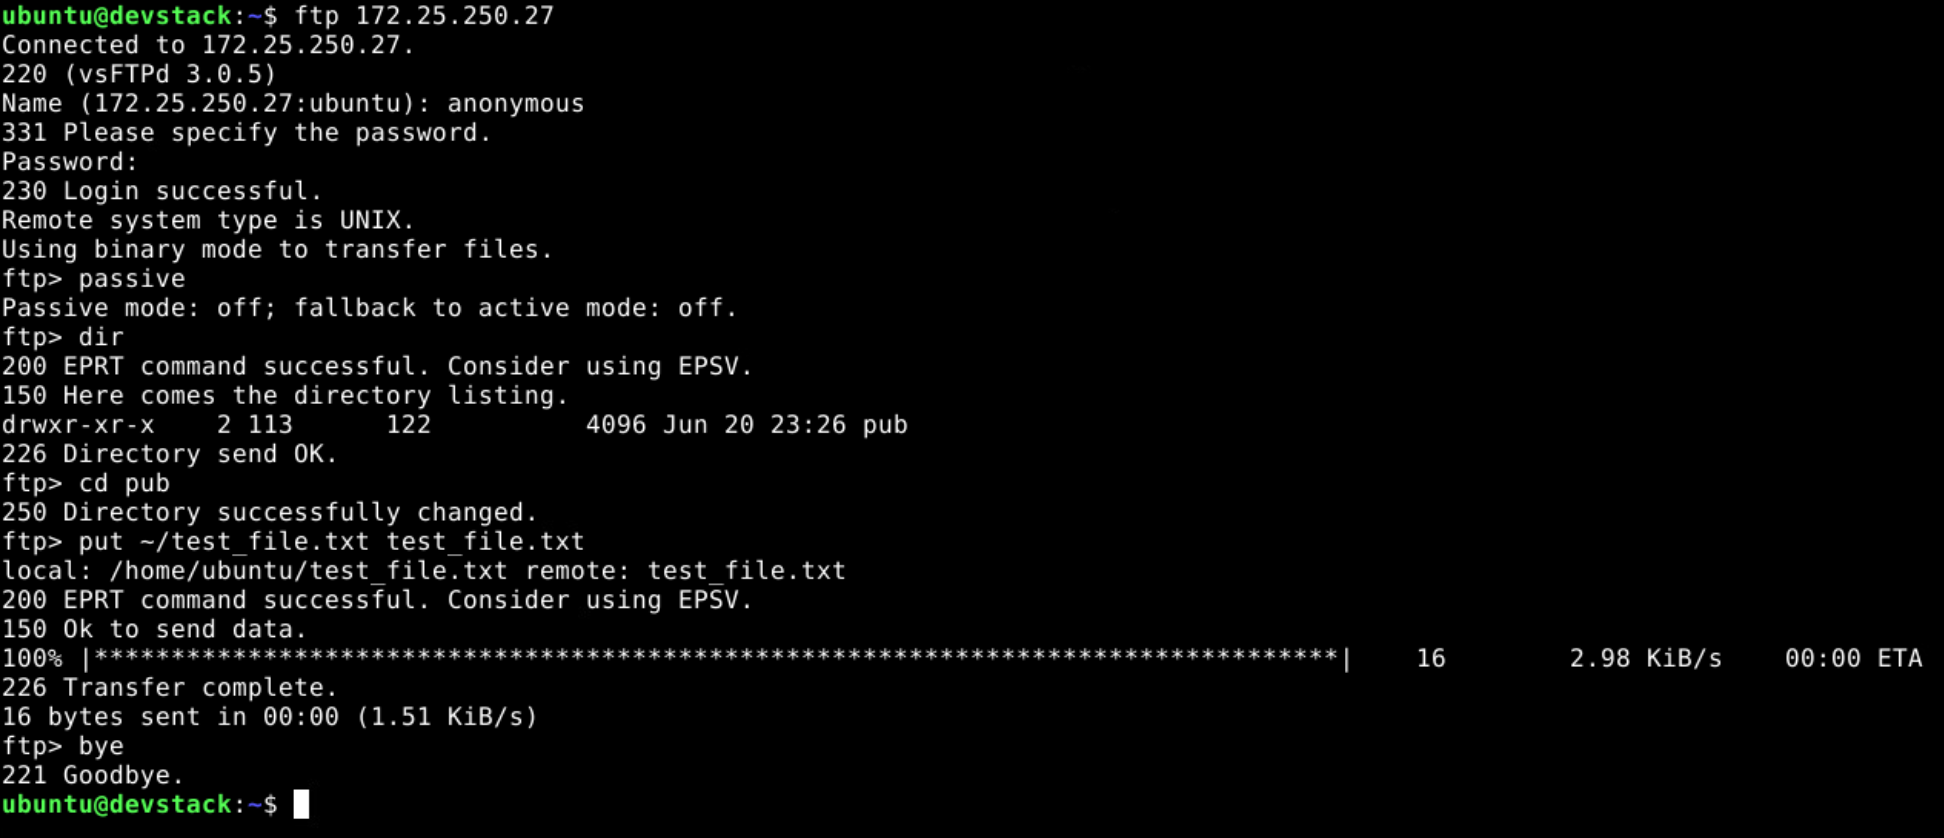 ubuntu@devstack:~$ ftp 172.25.250.27
Connected to 172.25.250.27.
220 (vsFTPd 3.0.5)
Name (172.25.250.27:ubuntu): anonymous
331 Please specify the password.
Password:
230 Login successful.
Remote system type is UNIX.
Using binary mode to transfer files.
ftp> passive
Passive mode: off; fallback to active mode: off.
ftp> dir
200 EPRT command successful. Consider using EPSV.
150 Here comes the directory listing.
drwxr-xr-x    2 113      122          4096 Jun 20 23:26 pub
226 Directory send OK.
ftp> cd pub
250 Directory successfully changed.
ftp> put ~/test_file.txt test_file.txt
local: /home/ubuntu/test_file.txt remote: test_file.txt
200 EPRT command successful. Consider using EPSV.
150 Ok to send data.
100% |*********************************************************************************|    16        2.98 KiB/s    00:00 ETA
226 Transfer complete.
16 bytes sent in 00:00 (1.51 KiB/s)
ftp> bye
221 Goodbye.
ubuntu@devstack:~$